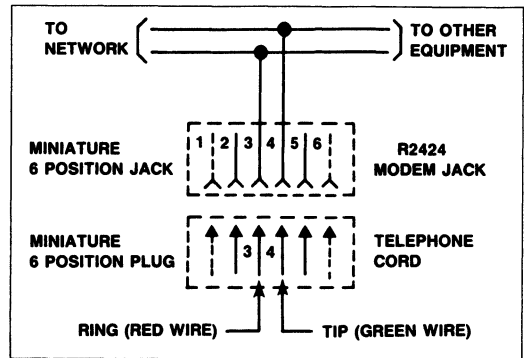 TO
NETWORK
TO OTHER
EQUIPMENT
1 2 3 4 5 6
MINIATURE
6 POSITION JACK
R2424
MODEM JACK
MINIATURE
6 POSITION PLUG
3 4
TELEPHONE
CORD
RING (RED WIRE)
TIP (GREEN WIRE)